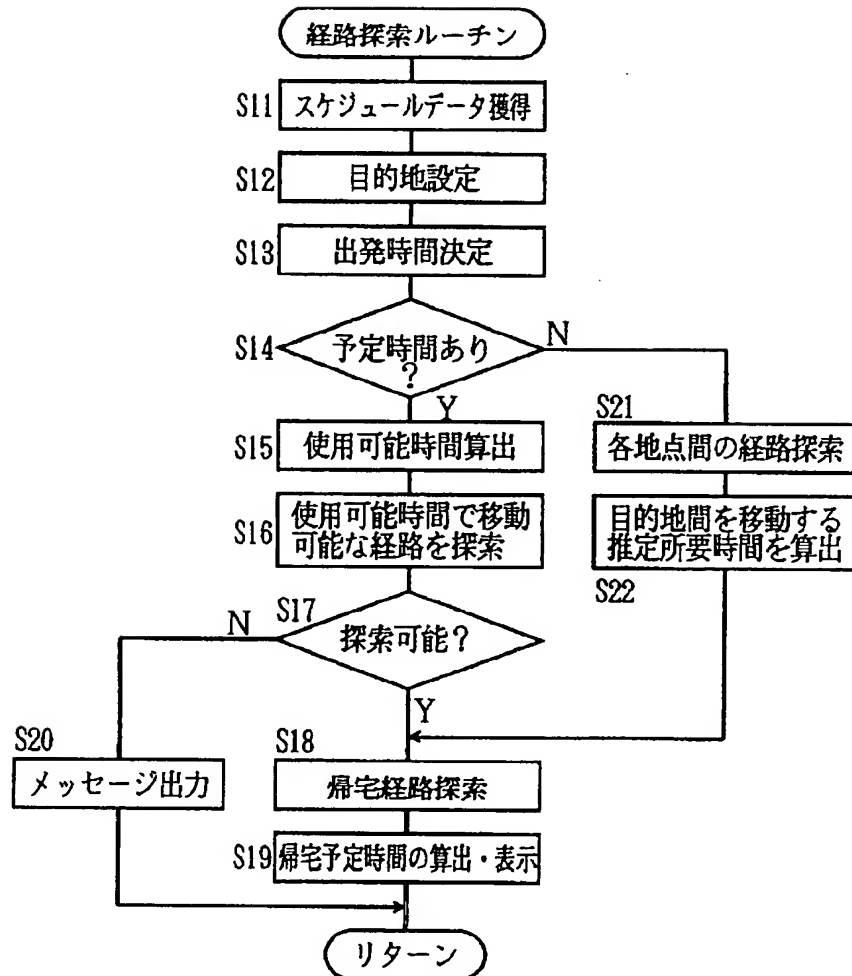 経路探索ルーチン
S11
スケジュールデータ獲得
S12
目的地設定
S13
出発時間決定
S14
予定時間あり
?
N
Y
S15
使用可能時間算出
S16
使用可能時間で移動
可能な経路を探索
S21
各地点間の経路探索
目的地間を移動する
推定所要時間を算出
S22
S17
探索可能?
N
Y
S20
メッセージ出力
S18
帰宅経路探索
S19
帰宅予定時間の算出・表示
リターン